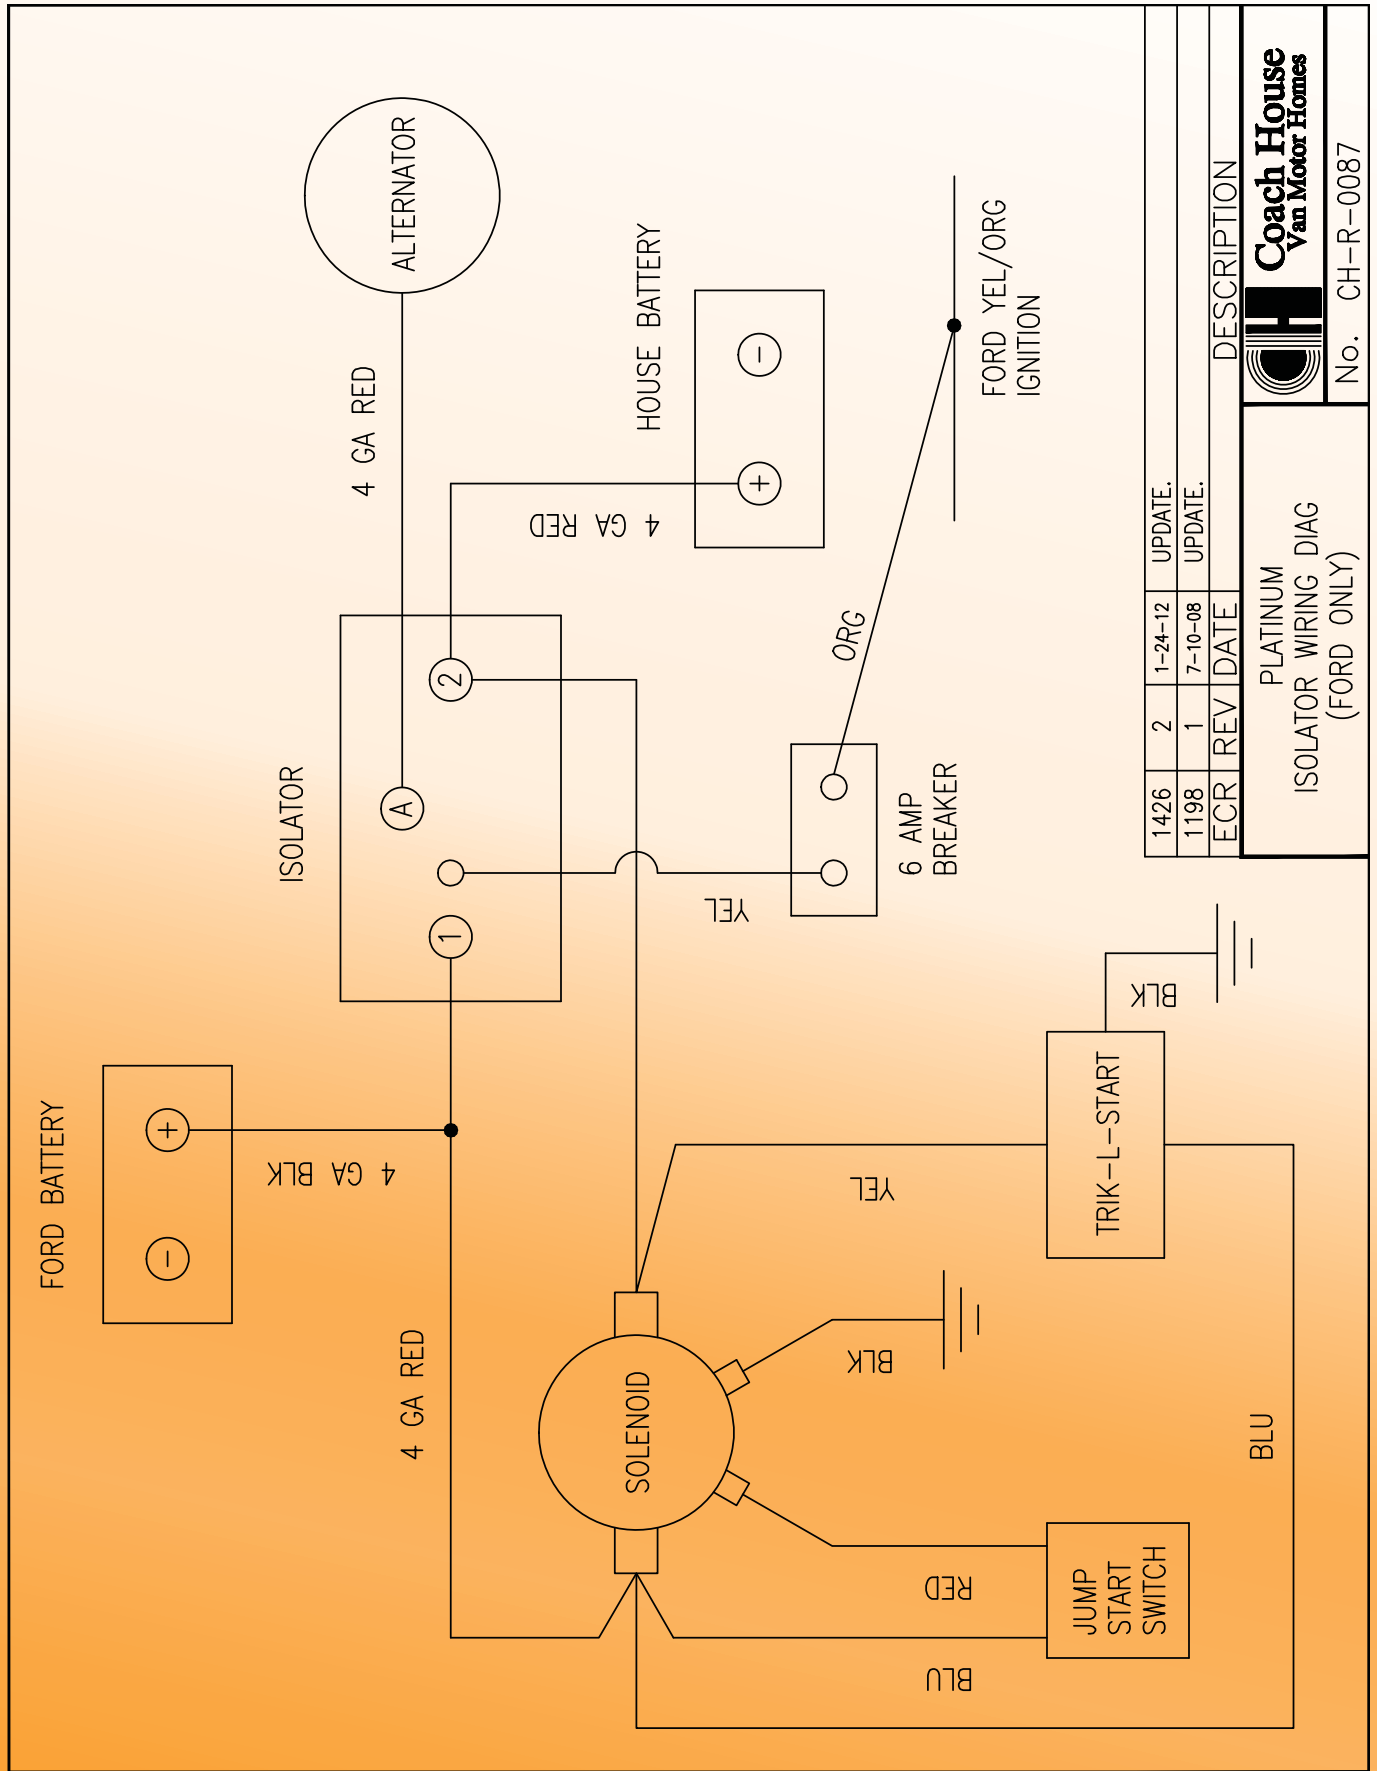 FORD BATTERY
-
+
4 GA BLK
4 GA RED
ISOLATOR
1
A
2
4 GA RED
ALTERNATOR
4 GA RED
HOUSE BATTERY
+
-
SOLENOID
YEL
6 AMP
BREAKER
ORG
FORD YEL/ORG
IGNITION
BLU
RED
BLK
YEL
JUMP
START
SWITCH
TRIK-L-START
BLK
BLU
1426 2 1-24-12 UPDATE.
1198 1 7-10-08 UPDATE.
ECR REV DATE DESCRIPTION
PLATINUM
ISOLATOR WIRING DIAG
(FORD ONLY)
CH
Coach House
Van Motor Homes
No. CH-R-0087